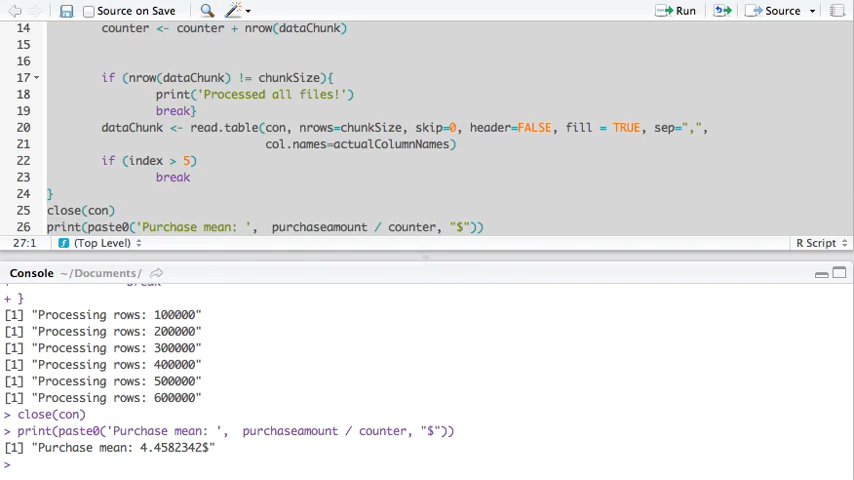 Source on Save Run Source
14 counter <- counter + nrow(dataChunk)
15
16
17 if (nrow(dataChunk) != chunkSize){
18 print('Processed all files!')
19 break}
20 dataChunk <- read.table(con, nrows=chunkSize, skip=0, header=FALSE, fill = TRUE, sep=",",
21 col.names=actualColumnNames)
22 if (index > 5)
23 break
24 }
25 close(con)
26 print(paste0('Purchase mean: ',  purchaseamount / counter, "$"))
27:1 (Top Level) R Script
Console ~/Documents/
+ break
+ }
[1] "Processing rows: 100000"
[1] "Processing rows: 200000"
[1] "Processing rows: 300000"
[1] "Processing rows: 400000"
[1] "Processing rows: 500000"
[1] "Processing rows: 600000"
> close(con)
> print(paste0('Purchase mean: ',  purchaseamount / counter, "$"))
[1] "Purchase mean: 4.4582342$"
>